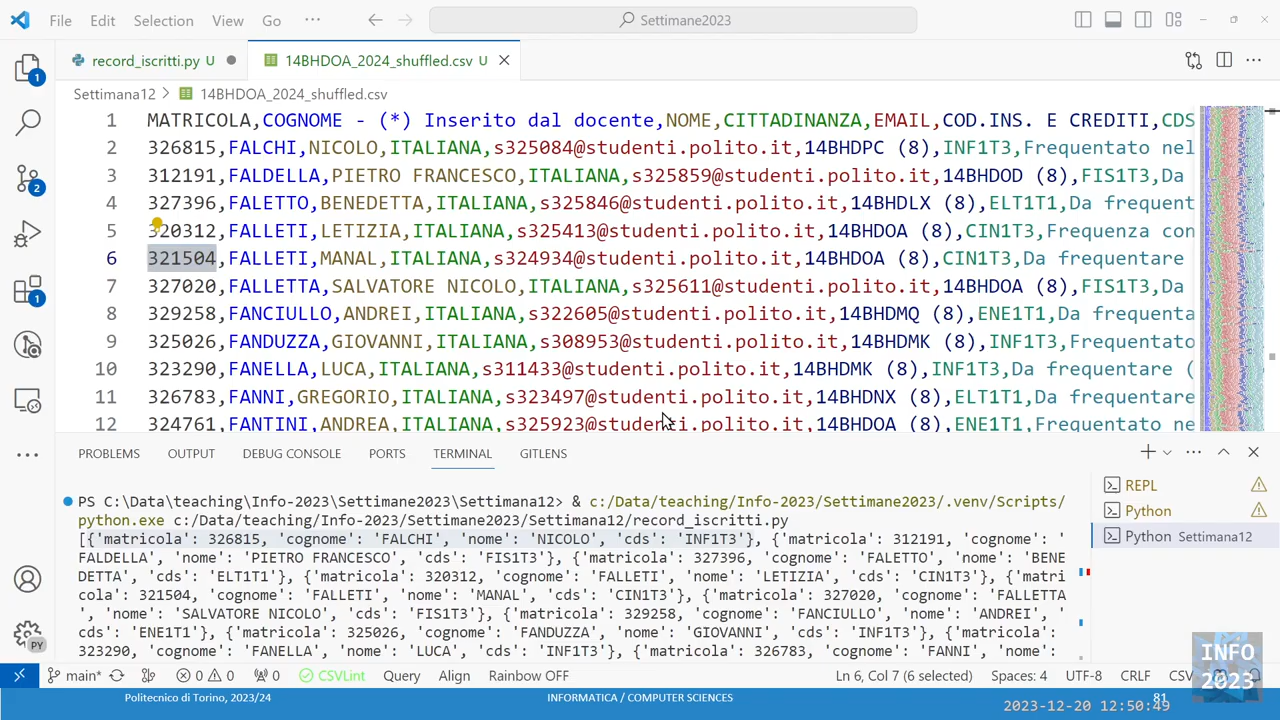 File Edit Selection View Go ··· Settimane2023
record_iscritti.py U 14BHDOA_2024_shuffled.csv U
Settimana12 > 14BHDOA_2024_shuffled.csv
1 MATRICOLA,COGNOME - (*) Inserito dal docente,NOME,CITTADINANZA,EMAIL,COD.INS. E CREDITI,CDS
2 326815,FALCHI,NICOLO,ITALIANA,s325084@studenti.polito.it,14BHDPC (8),INF1T3,Frequentato nel
3 312191,FALDELLA,PIETRO FRANCESCO,ITALIANA,s325859@studenti.polito.it,14BHDOD (8),FIS1T3,Da
4 327396,FALETTO,BENEDETTA,ITALIANA,s325846@studenti.polito.it,14BHDLX (8),ELT1T1,Da frequent
5 320312,FALLETI,LETIZIA,ITALIANA,s325413@studenti.polito.it,14BHDOA (8),CIN1T3,Frequenza con
6 321504,FALLETI,MANAL,ITALIANA,s324934@studenti.polito.it,14BHDOA (8),CIN1T3,Da frequentare
7 327020,FALLETTA,SALVATORE NICOLO,ITALIANA,s325611@studenti.polito.it,14BHDOA (8),FIS1T3,Da
8 329258,FANCIULLO,ANDREI,ITALIANA,s322605@studenti.polito.it,14BHDMQ (8),ENE1T1,Da frequenta
9 325026,FANDUZZA,GIOVANNI,ITALIANA,s308953@studenti.polito.it,14BHDMK (8),INF1T3,Frequentato
10 323290,FANELLA,LUCA,ITALIANA,s311433@studenti.polito.it,14BHDMK (8),INF1T3,Da frequentare (
11 326783,FANNI,GREGORIO,ITALIANA,s323497@studenti.polito.it,14BHDNX (8),ELT1T1,Da frequentare
12 324761,FANTINI,ANDREA,ITALIANA,s325923@studenti.polito.it,14BHDOA (8),ENE1T1,Frequentato ne
PROBLEMS OUTPUT DEBUG CONSOLE PORTS TERMINAL GITLENS
PS C:\Data\teaching\Info-2023\Settimane2023\Settimana12> & c:/Data/teaching/Info-2023/Settimane2023/.venv/Scripts/
python.exe c:/Data/teaching/Info-2023/Settimane2023/Settimana12/record_iscritti.py
[{'matricola': 326815, 'cognome': 'FALCHI', 'nome': 'NICOLO', 'cds': 'INF1T3'}, {'matricola': 312191, 'cognome': '
FALDELLA', 'nome': 'PIETRO FRANCESCO', 'cds': 'FIS1T3'}, {'matricola': 327396, 'cognome': 'FALETTO', 'nome': 'BENE
DETTA', 'cds': 'ELT1T1'}, {'matricola': 320312, 'cognome': 'FALLETI', 'nome': 'LETIZIA', 'cds': 'CIN1T3'}, {'matri
cola': 321504, 'cognome': 'FALLETI', 'nome': 'MANAL', 'cds': 'CIN1T3'}, {'matricola': 327020, 'cognome': 'FALLETTA
', 'nome': 'SALVATORE NICOLO', 'cds': 'FIS1T3'}, {'matricola': 329258, 'cognome': 'FANCIULLO', 'nome': 'ANDREI', '
cds': 'ENE1T1'}, {'matricola': 325026, 'cognome': 'FANDUZZA', 'nome': 'GIOVANNI', 'cds': 'INF1T3'}, {'matricola':
323290, 'cognome': 'FANELLA', 'nome': 'LUCA', 'cds': 'INF1T3'}, {'matricola': 326783, 'cognome': 'FANNI', 'nome':
REPL
Python
Python Settimana12
main* 0 0 0 CSVLint Query Align Rainbow OFF Ln 6, Col 7 (6 selected) Spaces: 4 UTF-8 CRLF CSV
INFO
2023
Politecnico di Torino, 2023/24 INFORMATICA / COMPUTER SCIENCES 81
2023-12-20 12:50:49